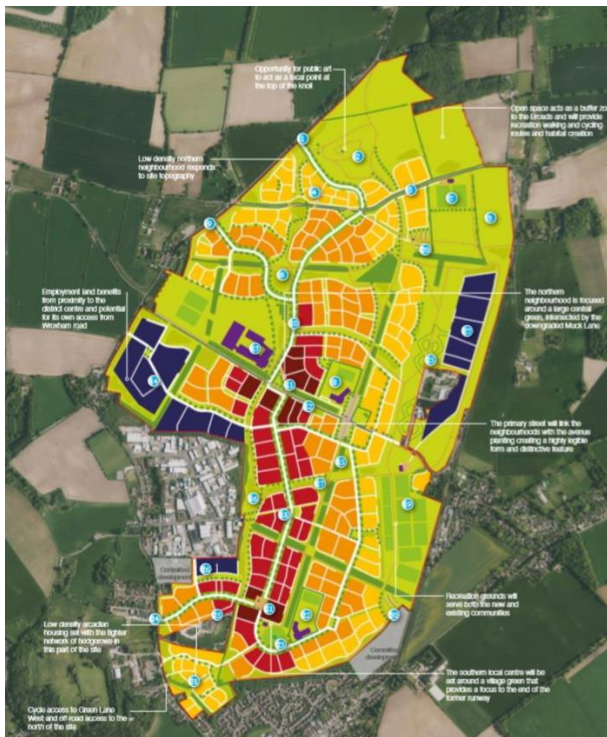 Opportunity for public art
to act as a focal point at
the top of the knoll
Open space acts as a buffer
to the Broads and will provide
recreation walking and cycling
routes and habitat creation
Low density northern
neighbourhood responds
to site topography
Employment land benefits
from proximity to the
district centre and potential
for its own access from
Wroxham road
The northern
neighbourhood is focused
around a large central
green, intersected by the
downgraded Muck Lane
The primary street will link the
neighbourhoods with the avenue
planting creating a highly legible
form and distinctive feature
Committed
development
Recreation grounds will
serve both the new and
existing communities
Low density arcadian
housing set with the tighter
network of hedgerows in
this part of the site
development
The southern local centre will be
set around a village green that
provides a focus to the end of the
former runway
Cycle access to Green Lane
West and off-road access to the
north of the site